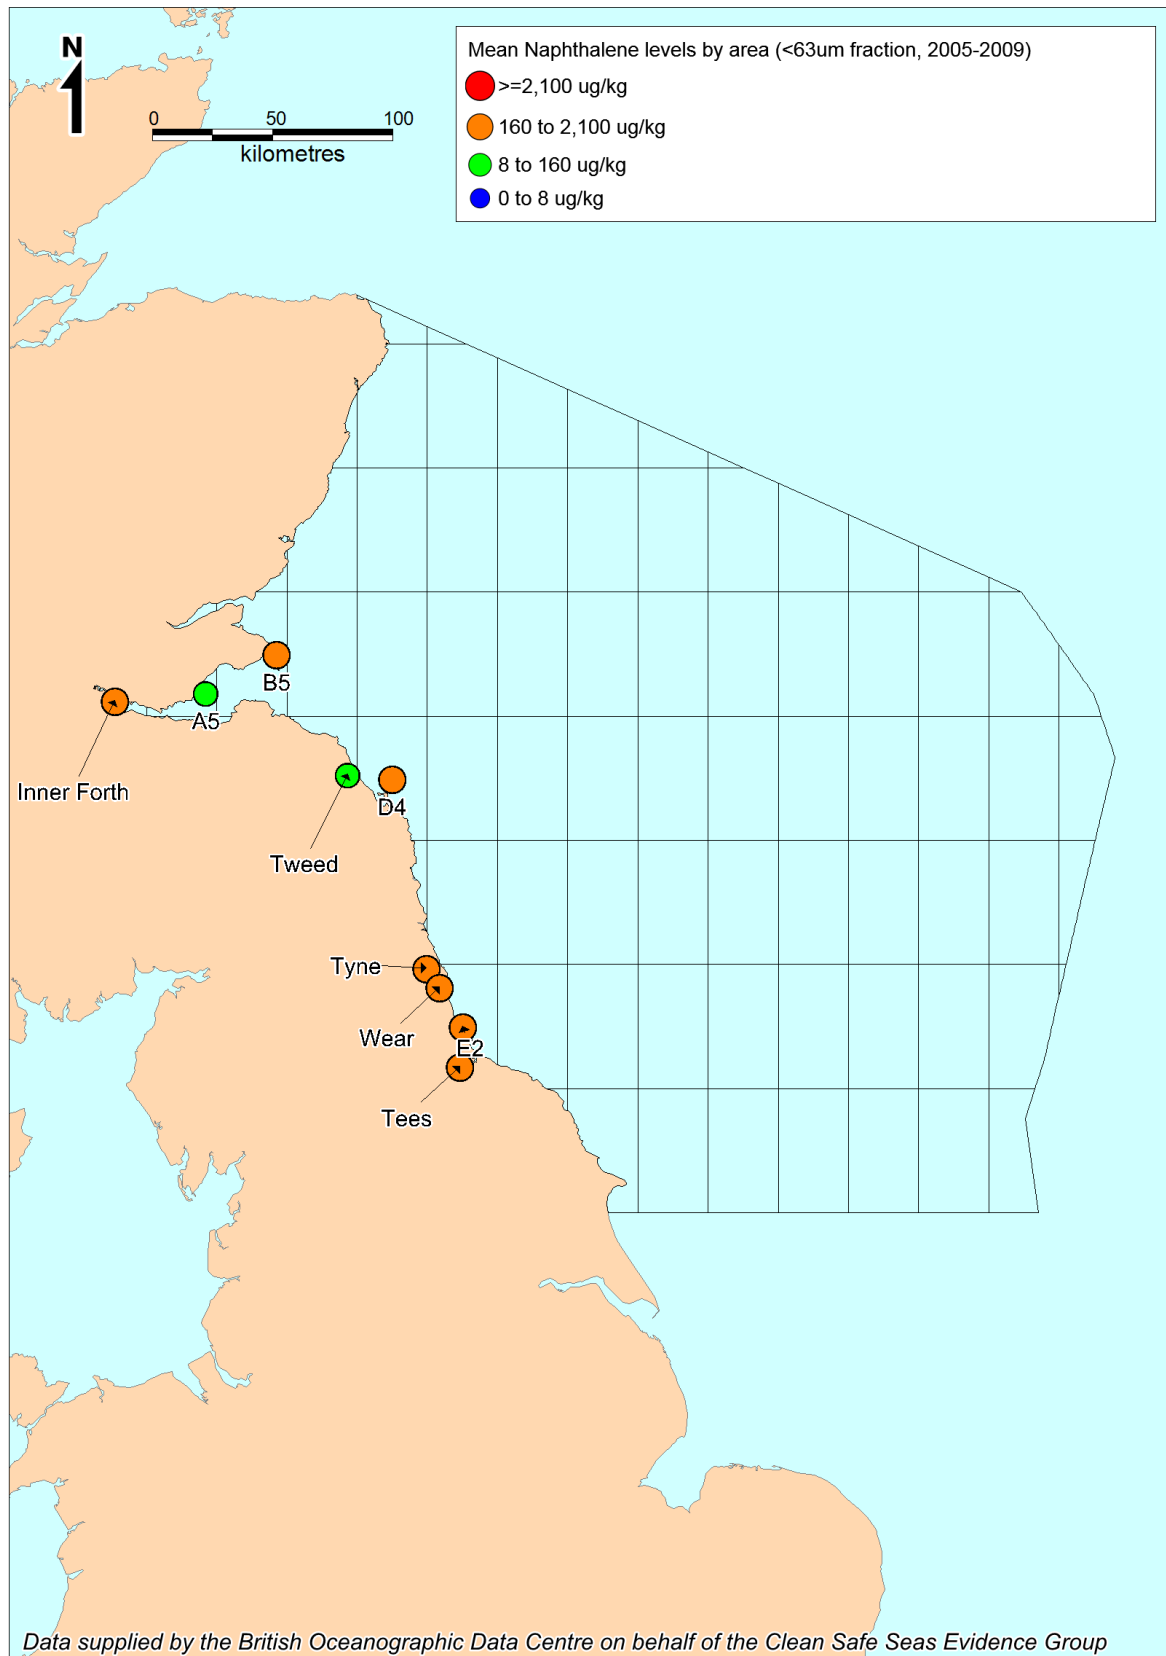 N
Mean Naphthalene levels by area (<63um fraction, 2005-2009)
>=2,100 ug/kg
160 to 2,100 ug/kg
8 to 160 ug/kg
0 to 8 ug/kg
0 50 100
kilometres
B5
A5
Inner Forth
D4
Tweed
Tyne
Wear
E2
Tees
Data supplied by the British Oceanographic Data Centre on behalf of the Clean Safe Seas Evidence Group